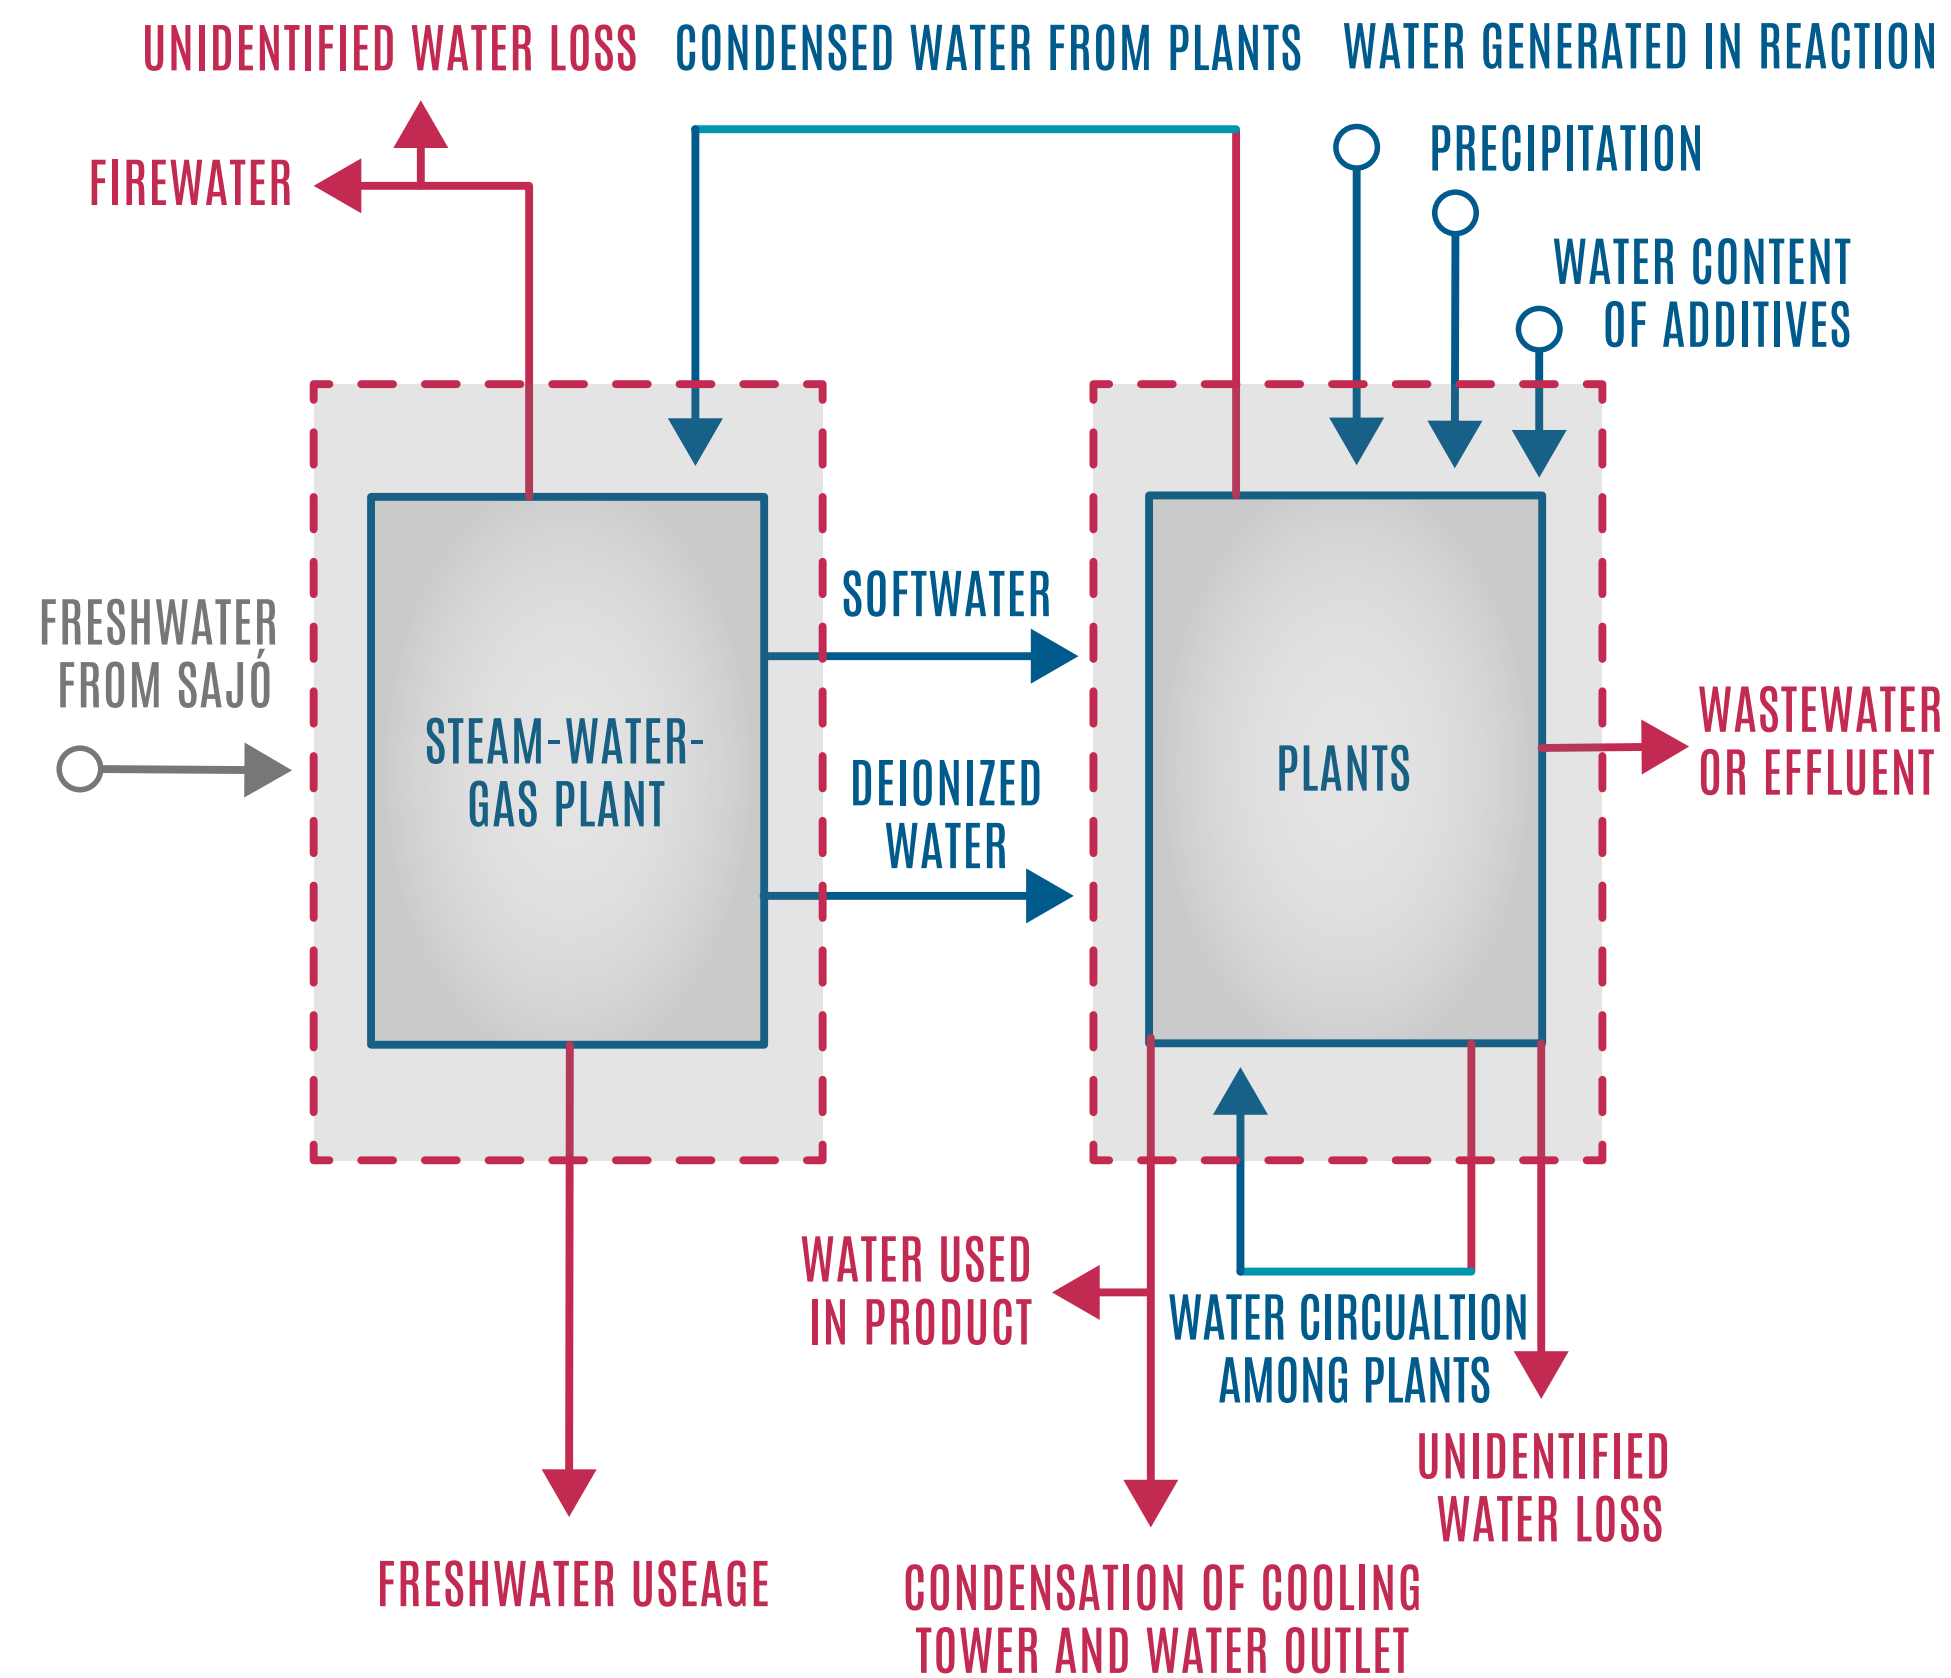 UNIDENTIFIED WATER LOSS
CONDENSED WATER FROM PLANTS
WATER GENERATED IN REACTION
FIREWATER
PRECIPITATION
WATER CONTENT
OF ADDITIVES
FRESHWATER
FROM SAJÓ
STEAM-WATER-
GAS PLANT
SOFTWATER
DEIONIZED
WATER
PLANTS
WASTEWATER
OR EFFLUENT
WATER USED
IN PRODUCT
WATER CIRCUALTION
AMONG PLANTS
UNIDENTIFIED
WATER LOSS
FRESHWATER USEAGE
CONDENSATION OF COOLING
TOWER AND WATER OUTLET